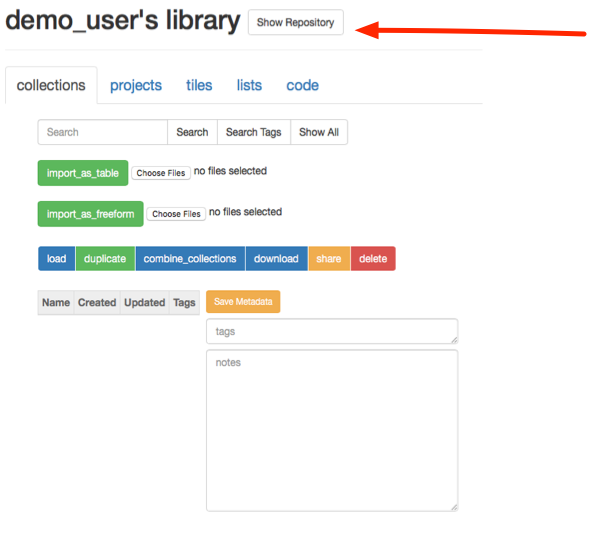 demo_user's library Show Repository
collections projects tiles lists code
Search Search Search Tags Show All
import_as_table Choose Files no files selected
import_as_freeform Choose Files no files selected
load duplicate combine_collections download share delete
Name Created Updated Tags Save Metadata
tags
notes